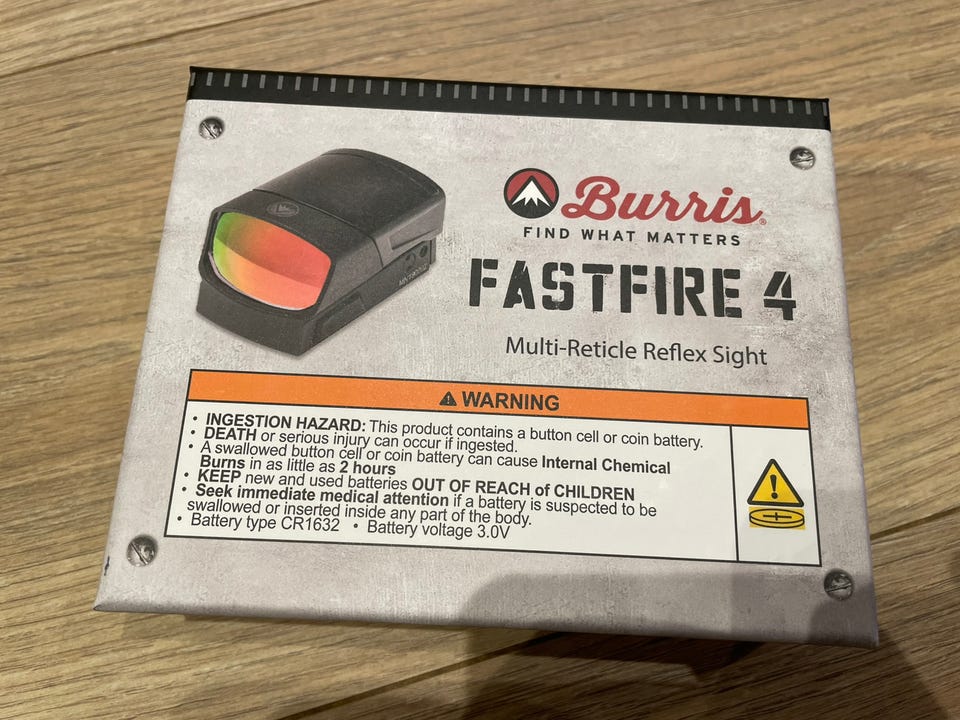 Burris®
FIND WHAT MATTERS
FASTFIRE 4
Multi-Reticle Reflex Sight
⚠ WARNING
• INGESTION HAZARD: This product contains a button cell or coin battery.
• DEATH or serious injury can occur if ingested.
• A swallowed button cell or coin battery can cause Internal Chemical
Burns in as little as 2 hours
• KEEP new and used batteries OUT OF REACH of CHILDREN
• Seek immediate medical attention if a battery is suspected to be
swallowed or inserted inside any part of the body.
• Battery type CR1632 • Battery voltage 3.0V